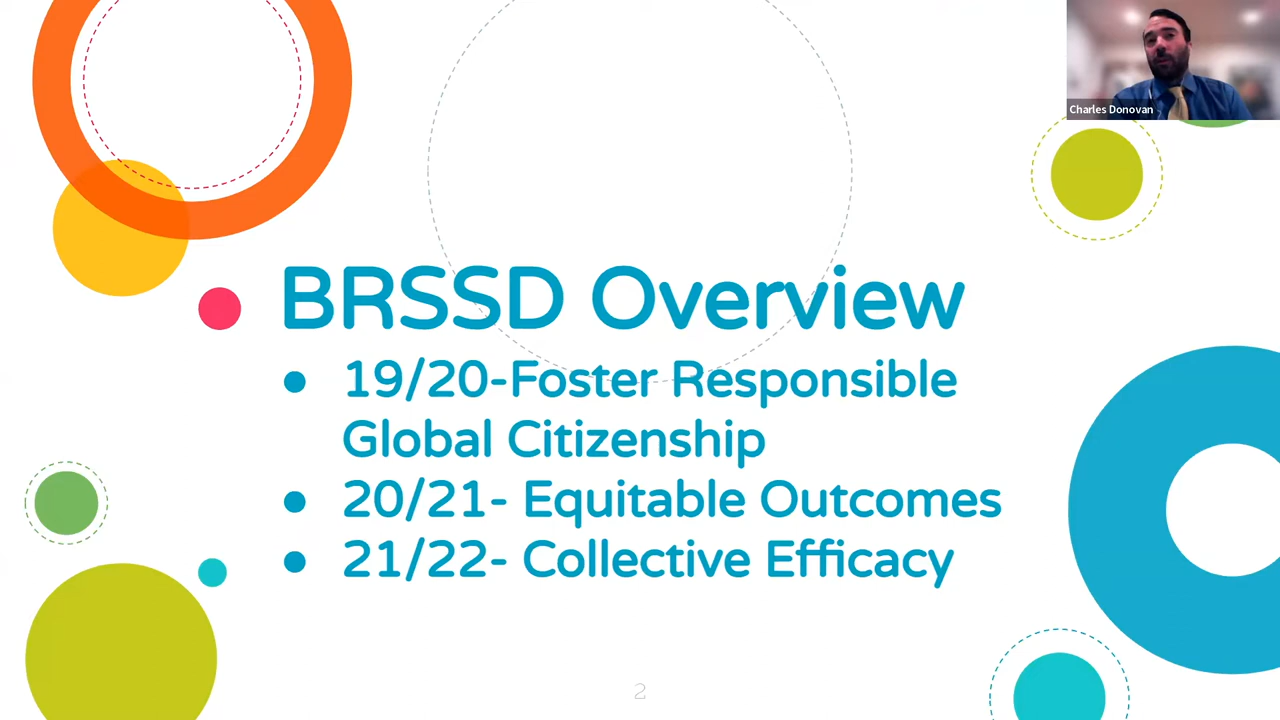 Charles Donovan
BRSSD Overview
● 19/20-Foster Responsible
Global Citizenship
● 20/21- Equitable Outcomes
● 21/22- Collective Efficacy
2